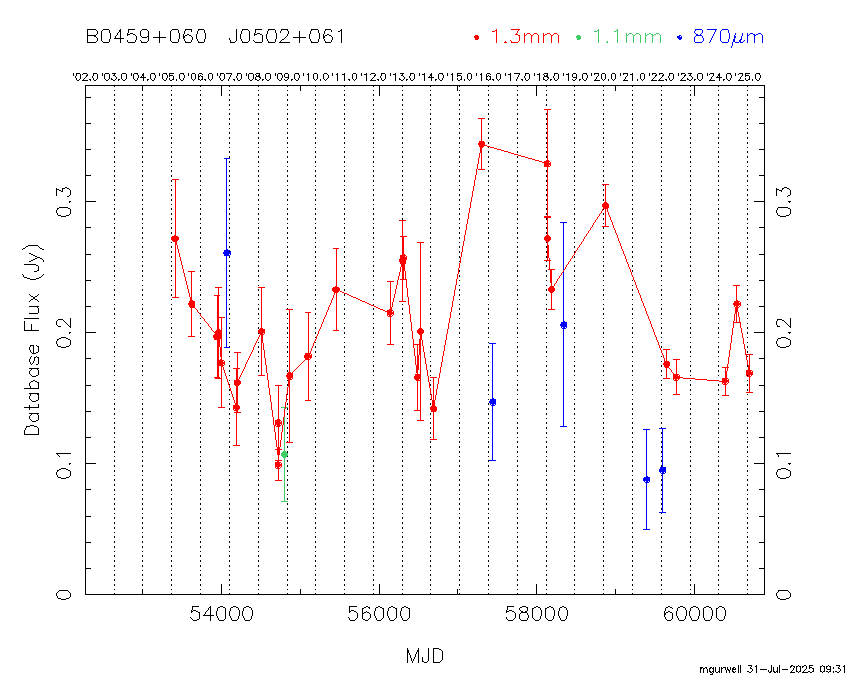 B0459+060 J0502+061 1.3mm 1.1mm 870μm
'02.0 '03.0 '04.0 '05.0 '06.0 '07.0 '08.0 '09.0 '10.0 '11.0 '12.0 '13.0 '14.0 '15.0 '16.0 '17.0 '18.0 '19.0 '20.0 '21.0 '22.0 '23.0 '24.0 '25.0
0.3 0.3
0.2 0.2
Database Flux (Jy)
0.1 0.1
0 0
54000 56000 58000 60000
MJD
mgurwell 31-Jul-2025 09:31